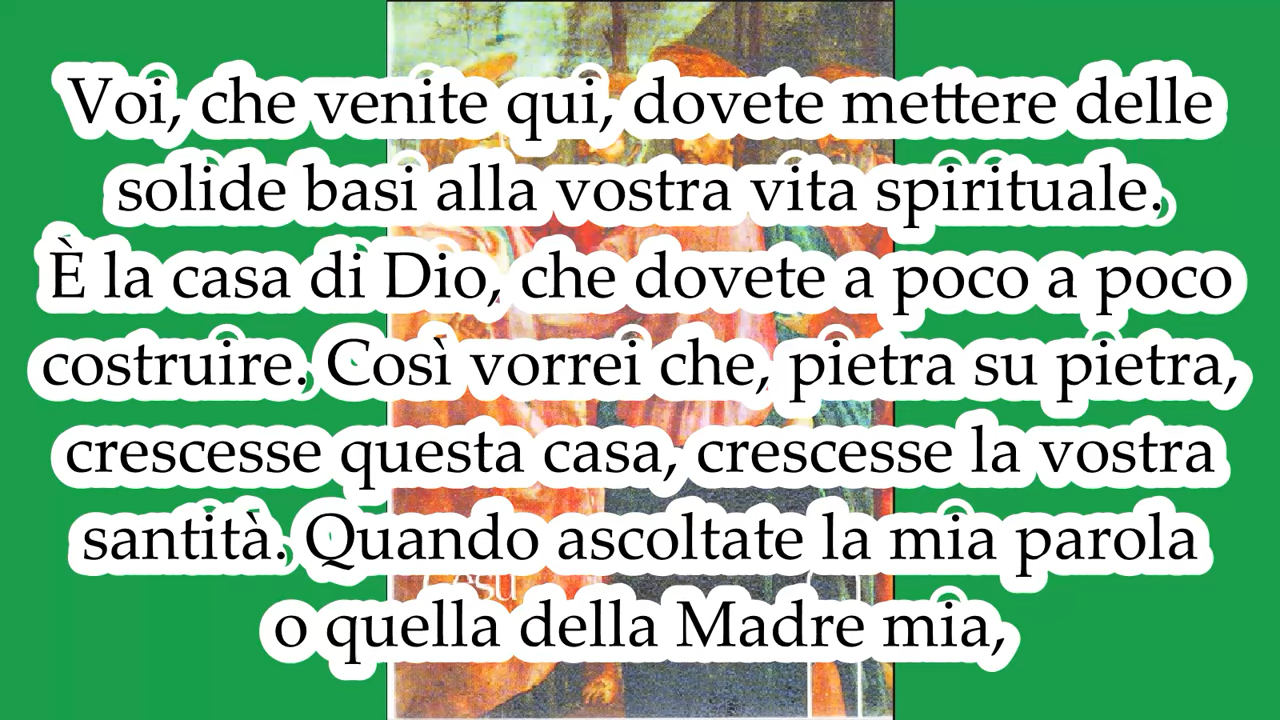 Voi, che venite qui, dovete mettere delle
solide basi alla vostra vita spirituale.
È la casa di Dio, che dovete a poco a poco
costruire. Così vorrei che, pietra su pietra,
crescesse questa casa, crescesse la vostra
santità. Quando ascoltate la mia parola
Gesù
o quella della Madre mia,